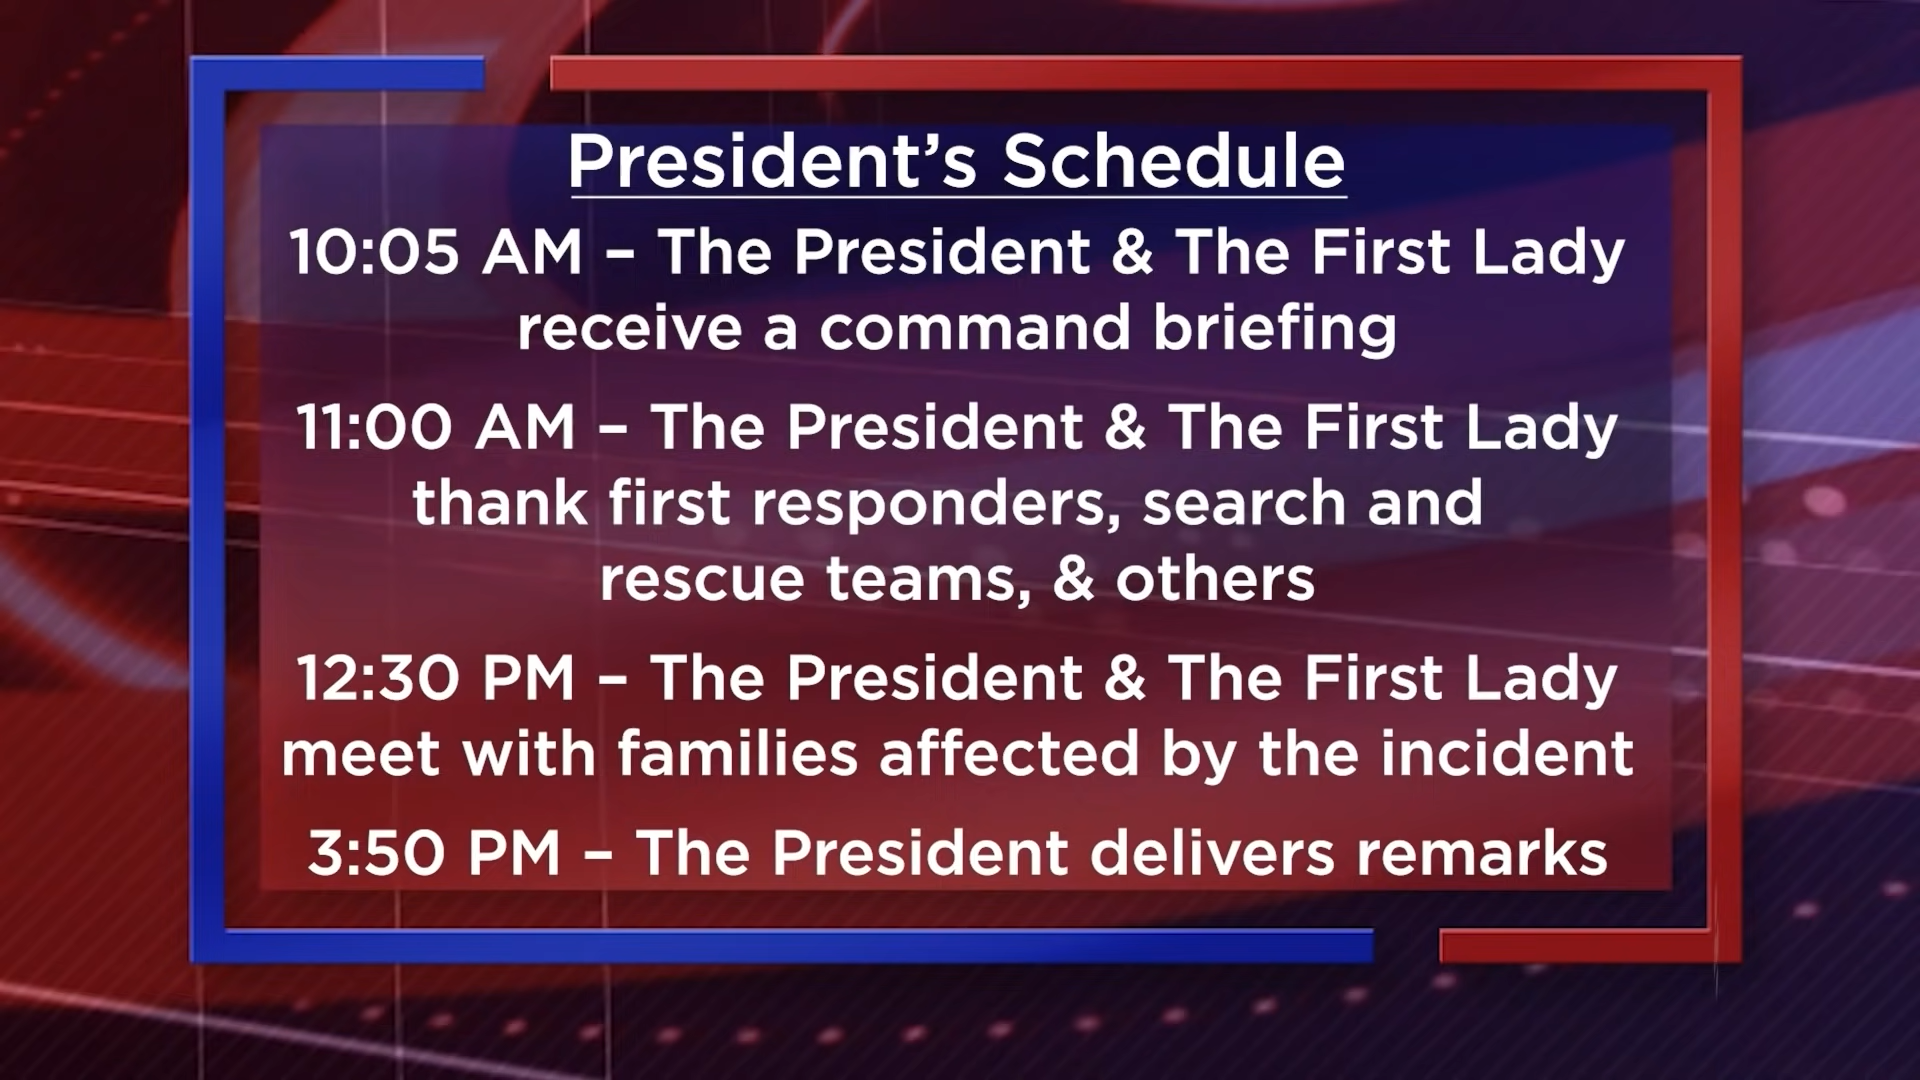 President’s Schedule
10:05 AM – The President & The First Lady
receive a command briefing
11:00 AM – The President & The First Lady
thank first responders, search and
rescue teams, & others
12:30 PM – The President & The First Lady
meet with families affected by the incident
3:50 PM – The President delivers remarks